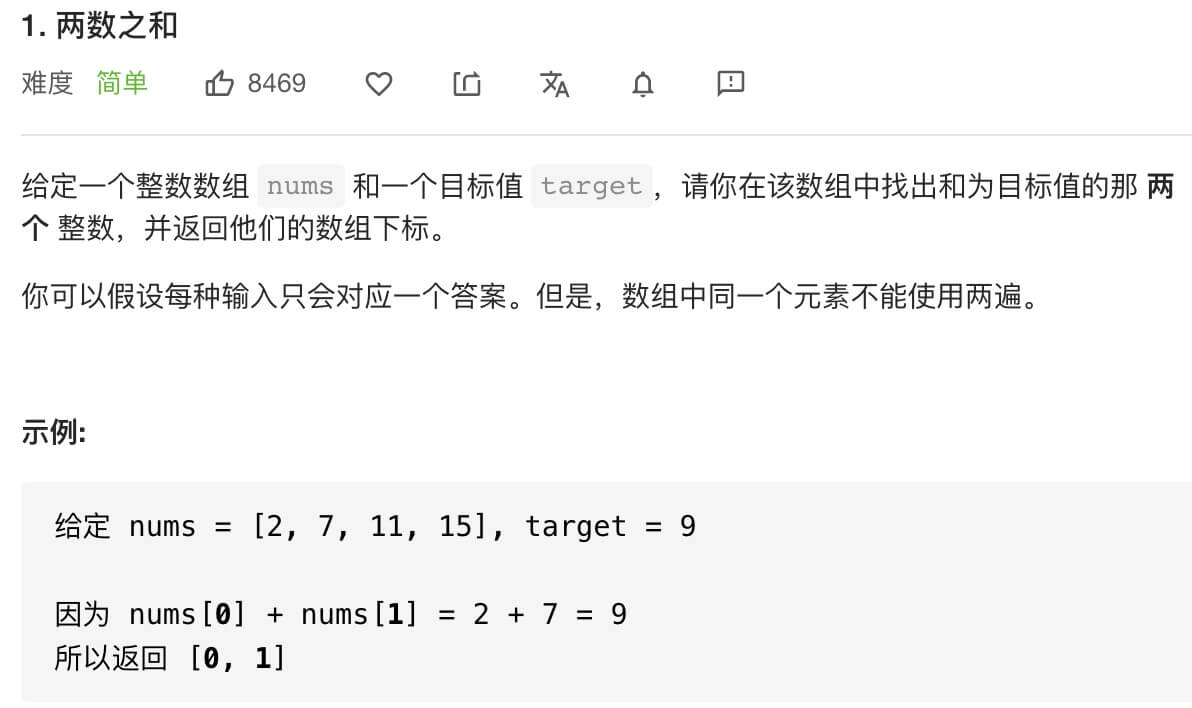 1. 两数之和
难度 简单 8469
给定一个整数数组 nums 和一个目标值 target，请你在该数组中找出和为目标值的那 两
个 整数，并返回他们的数组下标。
你可以假设每种输入只会对应一个答案。但是，数组中同一个元素不能使用两遍。
示例:
给定 nums = [2, 7, 11, 15], target = 9
因为 nums[0] + nums[1] = 2 + 7 = 9
所以返回 [0, 1]